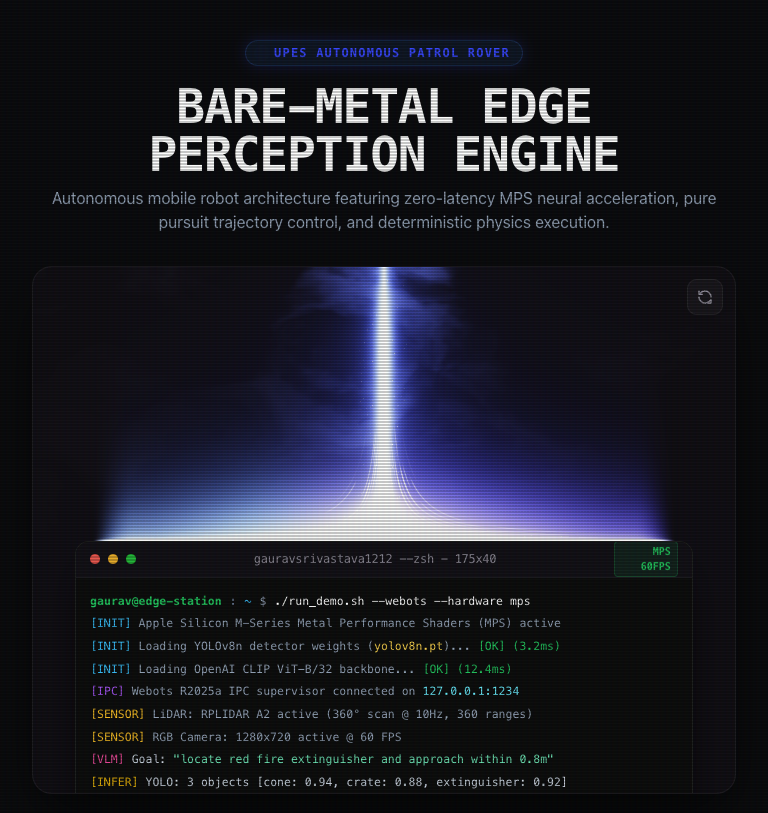 UPES AUTONOMOUS PATROL ROVER
BARE—METAL EDGE
PERCEPTION ENGINE
Autonomous mobile robot architecture featuring zero-latency MPS neural acceleration, pure
pursuit trajectory control, and deterministic physics execution.
gauravsrivastava1212 --zsh — 175x40
MPS
60FPS
gaurav@edge-station : ~ $ ./run_demo.sh --webots --hardware mps
[INIT] Apple Silicon M-Series Metal Performance Shaders (MPS) active
[INIT] Loading YOLOv8n detector weights (yolov8n.pt)... [OK] (3.2ms)
[INIT] Loading OpenAI CLIP ViT-B/32 backbone... [OK] (12.4ms)
[IPC] Webots R2025a IPC supervisor connected on 127.0.0.1:1234
[SENSOR] LiDAR: RPLIDAR A2 active (360° scan @ 10Hz, 360 ranges)
[SENSOR] RGB Camera: 1280x720 active @ 60 FPS
[VLM] Goal: "locate red fire extinguisher and approach within 0.8m"
[INFER] YOLO: 3 objects [cone: 0.94, crate: 0.88, extinguisher: 0.92]